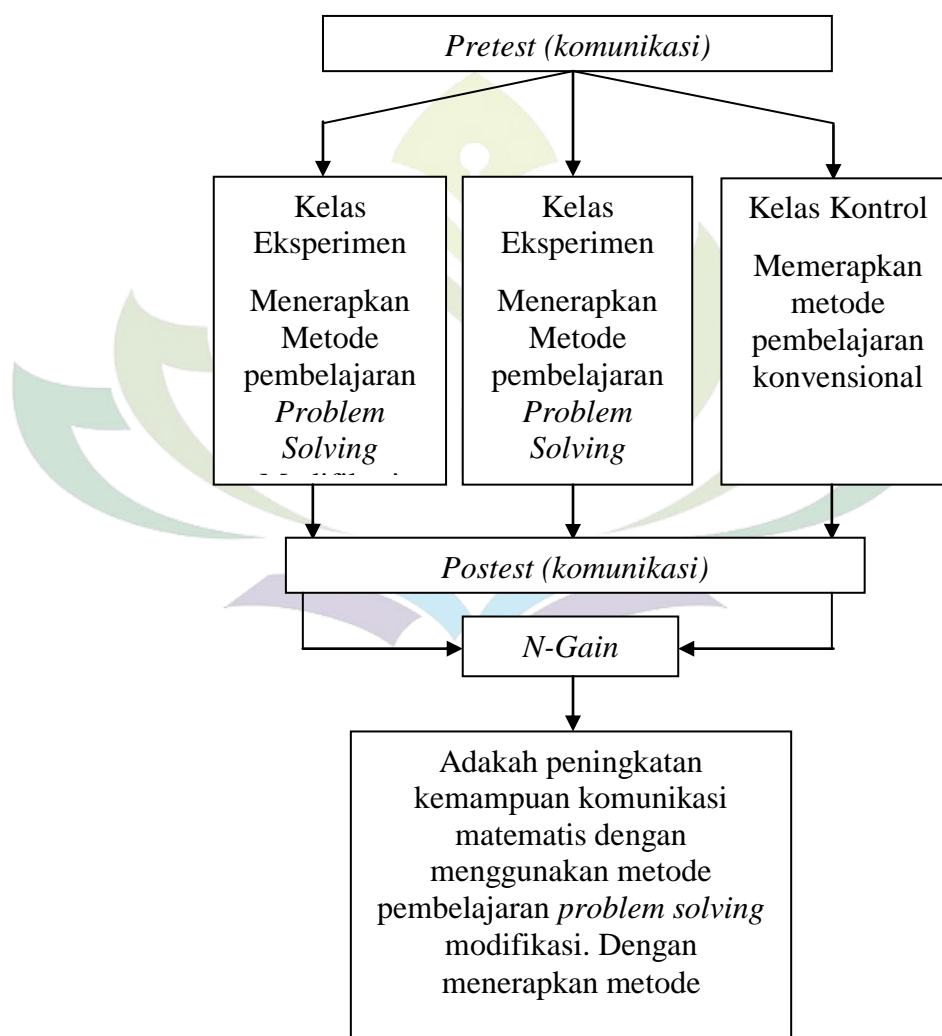 Pretest (komunikasi)
Kelas
Eksperimen
Menerapkan
Metode
pembelajaran
Problem
Solving
Kelas
Eksperimen
Menerapkan
Metode
pembelajaran
Problem
Solving
Kelas Kontrol
Memerapkan
metode
pembelajaran
konvensional
Postest (komunikasi)
N-Gain
Adakah peningkatan
kemampuan komunikasi
matematis dengan
menggunakan metode
pembelajaran problem solving
modifikasi. Dengan
menerapkan metode